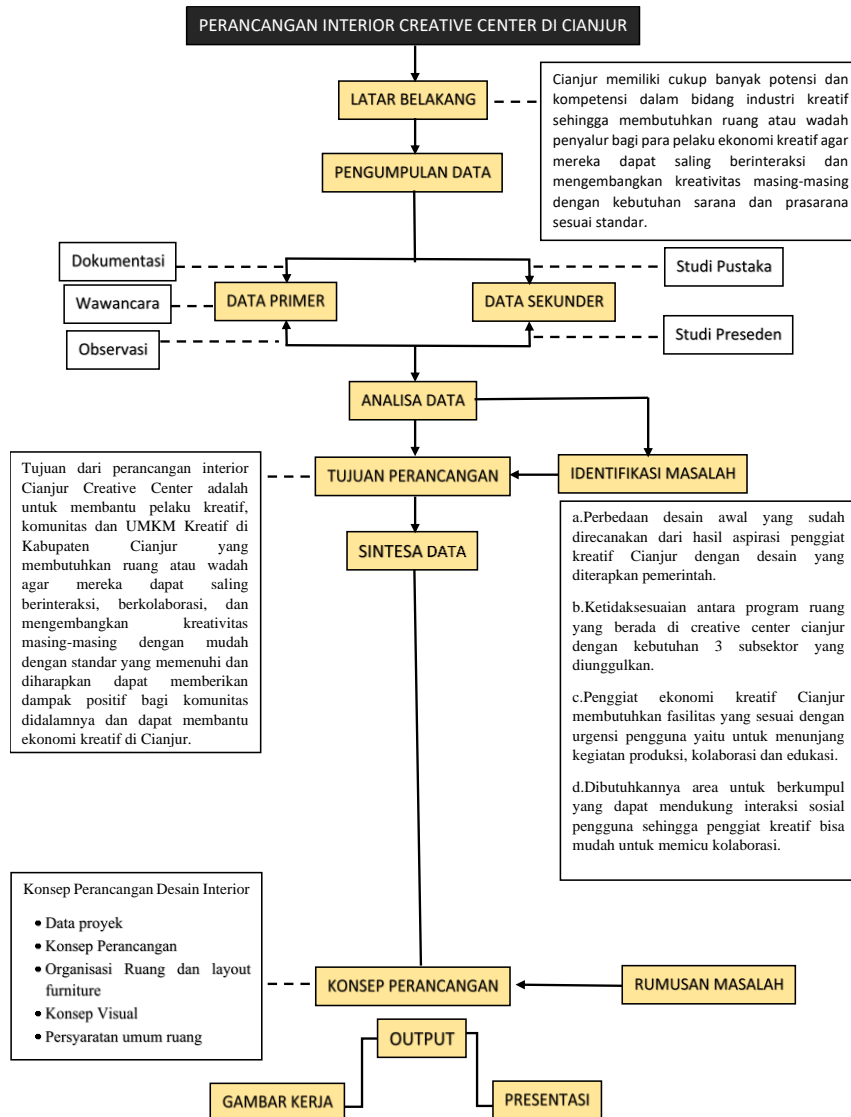 PERANCANGAN INTERIOR CREATIVE CENTER DI CIANJUR
LATAR BELAKANG
Cianjur memiliki cukup banyak potensi dan
kompetensi dalam bidang industri kreatif
sehingga membutuhkan ruang atau wadah
penyalur bagi para pelaku ekonomi kreatif agar
mereka dapat saling berinteraksi dan
mengembangkan kreativitas masing-masing
dengan kebutuhan sarana dan prasarana
sesuai standar.
PENGUMPULAN DATA
Dokumentasi
Wawancara
Observasi
DATA PRIMER
DATA SEKUNDER
Studi Pustaka
Studi Preseden
ANALISA DATA
TUJUAN PERANCANGAN
IDENTIFIKASI MASALAH
Tujuan dari perancangan interior
Cianjur Creative Center adalah
untuk membantu pelaku kreatif,
komunitas dan UMKM Kreatif di
Kabupaten Cianjur yang
membutuhkan ruang atau wadah
agar mereka dapat saling
berinteraksi, berkolaborasi, dan
mengembangkan kreativitas
masing-masing dengan mudah
dengan standar yang memenuhi dan
diharapkan dapat memberikan
dampak positif bagi komunitas
didalamnya dan dapat membantu
ekonomi kreatif di Cianjur.
SINTESA DATA
a.Perbedaan desain awal yang sudah
direcanakan dari hasil aspirasi penggiat
kreatif Cianjur dengan desain yang
diterapkan pemerintah.
b.Ketidaksesuaian antara program ruang
yang berada di creative center cianjur
dengan kebutuhan 3 subsektor yang
diunggulkan.
c.Penggiat ekonomi kreatif Cianjur
membutuhkan fasilitas yang sesuai dengan
urgensi pengguna yaitu untuk menunjang
kegiatan produksi, kolaborasi dan edukasi.
d.Dibutuhkannya area untuk berkumpul
yang dapat mendukung interaksi sosial
pengguna sehingga penggiat kreatif bisa
mudah untuk memicu kolaborasi.
Konsep Perancangan Desain Interior
• Data proyek
• Konsep Perancangan
• Organisasi Ruang dan layout
furniture
• Konsep Visual
• Persyaratan umum ruang
KONSEP PERANCANGAN
RUMUSAN MASALAH
OUTPUT
GAMBAR KERJA
PRESENTASI